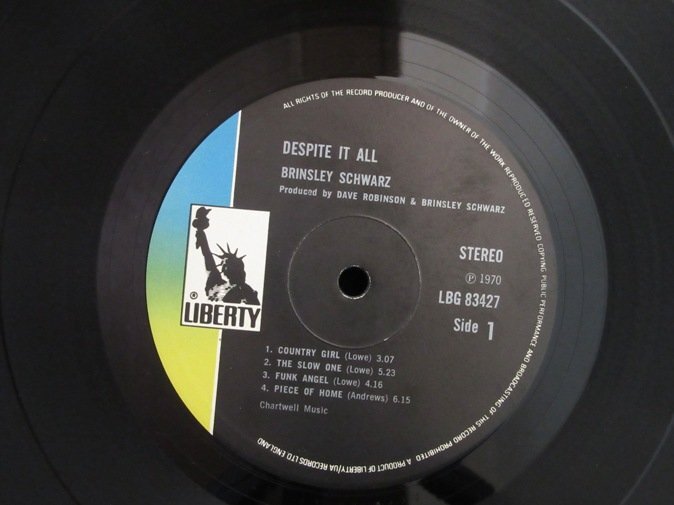 ALL RIGHTS OF THE RECORD PRODUCER AND OF THE OWNER OF THE WORK REPRODUCED RESERVED COPYING PUBLIC PERFORMANCE AND BROADCASTING OF THIS RECORD PROHIBITED. A PRODUCT OF LIBERTY/UA RECORDS LTD ENGLAND
DESPITE IT ALL
BRINSLEY SCHWARZ
Produced by DAVE ROBINSON & BRINSLEY SCHWARZ
STEREO
Ⓟ 1970
LBG 83427
Side 1
® LIBERTY
1. COUNTRY GIRL (Lowe) 3.07
2. THE SLOW ONE (Lowe) 5.23
3. FUNK ANGEL (Lowe) 4.16
4. PIECE OF HOME (Andrews) 6.15
Chartwell Music